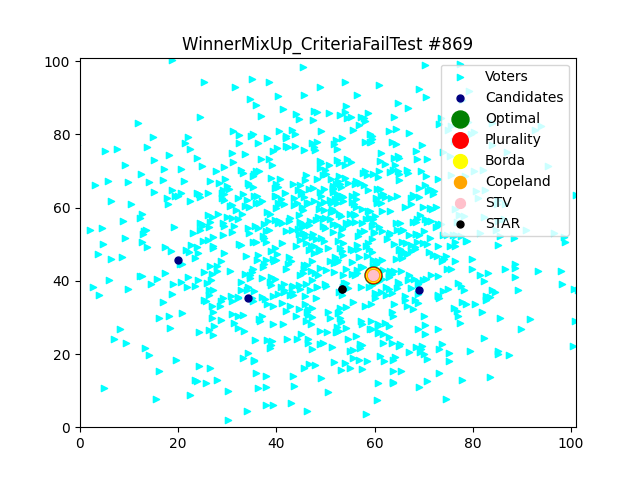 WinnerMixUp_CriteriaFailTest #869
100
80
60
40
20
0
0 20 40 60 80 100
Voters
Candidates
Optimal
Plurality
Borda
Copeland
STV
STAR